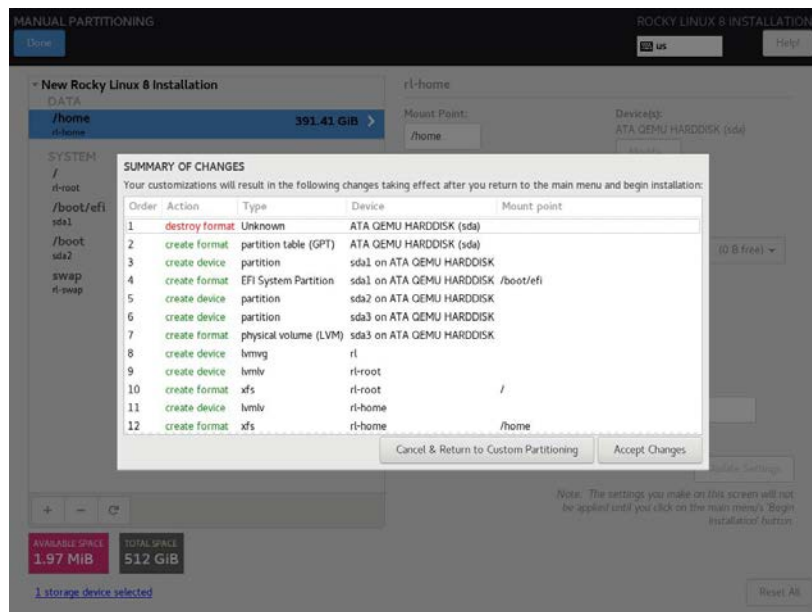 MANUAL PARTITIONING
ROCKY LINUX 8 INSTALLATION
Done
us
Help!
New Rocky Linux 8 Installation
DATA
/home
rl-home
391.41 GiB
SYSTEM
/
rl-root
/boot/efi
sda1
/boot
sda2
swap
rl-swap
rl-home
Mount Point:
/home
Device(s):
ATA QEMU HARDDISK (sda)
Modify...
(0 B free)
SUMMARY OF CHANGES
Your customizations will result in the following changes taking effect after you return to the main menu and begin installation:
Order Action Type Device Mount point
1 destroy format Unknown ATA QEMU HARDDISK (sda)
2 create format partition table (GPT) ATA QEMU HARDDISK (sda)
3 create device partition sda1 on ATA QEMU HARDDISK
4 create format EFI System Partition sda1 on ATA QEMU HARDDISK /boot/efi
5 create device partition sda2 on ATA QEMU HARDDISK
6 create device partition sda3 on ATA QEMU HARDDISK
7 create format physical volume (LVM) sda3 on ATA QEMU HARDDISK
8 create device lvmvg rl
9 create device lvmlv rl-root
10 create format xfs rl-root /
11 create device lvmlv rl-home
12 create format xfs rl-home /home
Cancel & Return to Custom Partitioning
Accept Changes
Settings
Note: The settings you make on this screen will not
be applied until you click on the main menu's 'Begin
Installation' button.
AVAILABLE SPACE
1.97 MiB
TOTAL SPACE
512 GiB
1 storage device selected
Reset All